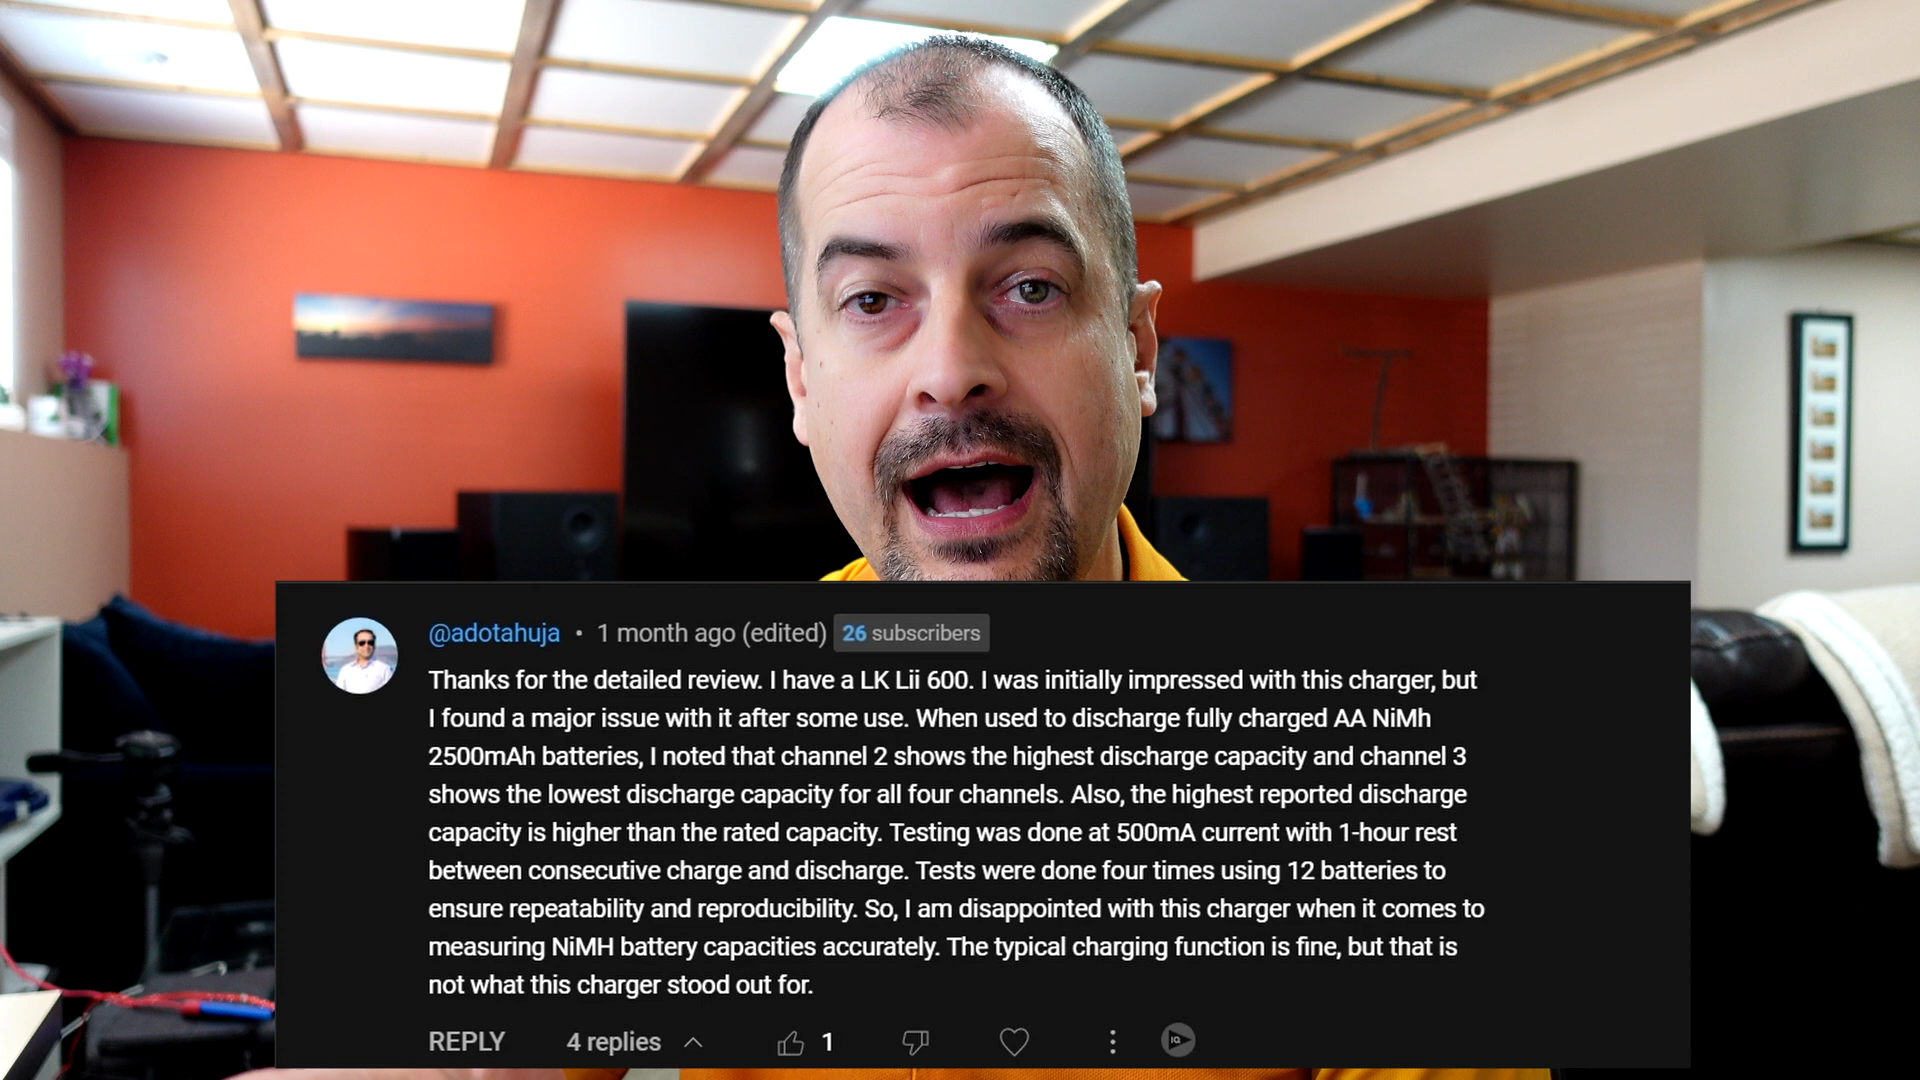 @adotahuja • 1 month ago (edited) 26 subscribers
Thanks for the detailed review. I have a LK Lii 600. I was initially impressed with this charger, but
I found a major issue with it after some use. When used to discharge fully charged AA NiMh
2500mAh batteries, I noted that channel 2 shows the highest discharge capacity and channel 3
shows the lowest discharge capacity for all four channels. Also, the highest reported discharge
capacity is higher than the rated capacity. Testing was done at 500mA current with 1-hour rest
between consecutive charge and discharge. Tests were done four times using 12 batteries to
ensure repeatability and reproducibility. So, I am disappointed with this charger when it comes to
measuring NiMH battery capacities accurately. The typical charging function is fine, but that is
not what this charger stood out for.
REPLY 4 replies 1 IQ